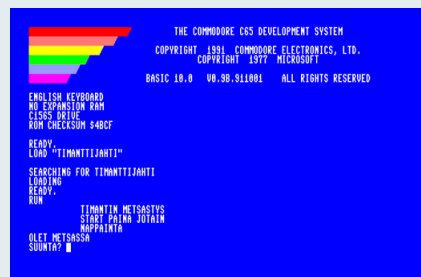 THE COMMODORE C65 DEVELOPMENT SYSTEM
COPYRIGHT 1991 COMMODORE ELECTRONICS, LTD.
COPYRIGHT 1977 MICROSOFT
BASIC 10.0 V0.9B.911001 ALL RIGHTS RESERVED
ENGLISH KEYBOARD
NO EXPANSION RAM
C1565 DRIVE
ROM CHECKSUM $4BCF
READY.
LOAD "TIMANTTIJAHTI"
SEARCHING FOR TIMANTTIJAHTI
LOADING
READY.
RUN
TIMANTIN METSASTYS
START PAINA JOTAIN
NAPPAINTA
OLET METSASSA
SUUNTA?